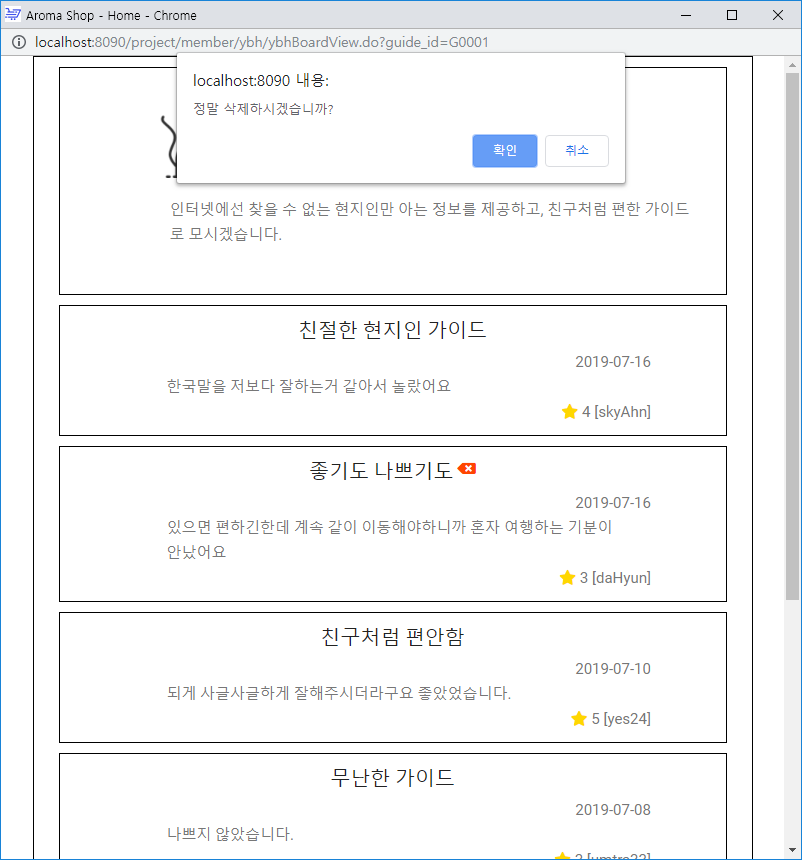 Aroma Shop - Home - Chrome
localhost:8090/project/member/ybh/ybhBoardView.do?guide_id=G0001
localhost:8090 내용:
정말 삭제하시겠습니까?
확인 취소
인터넷에선 찾을 수 없는 현지인만 아는 정보를 제공하고, 친구처럼 편한 가이드
로 모시겠습니다.
친절한 현지인 가이드
2019-07-16
한국말을 저보다 잘하는거 같아서 놀랐어요
4 [skyAhn]
좋기도 나쁘기도
2019-07-16
있으면 편하긴한데 계속 같이 이동해야하니까 혼자 여행하는 기분이
안났어요
3 [daHyun]
친구처럼 편안함
2019-07-10
되게 사글사글하게 잘해주시더라구요 좋았었습니다.
5 [yes24]
무난한 가이드
2019-07-08
나쁘지 않았습니다.